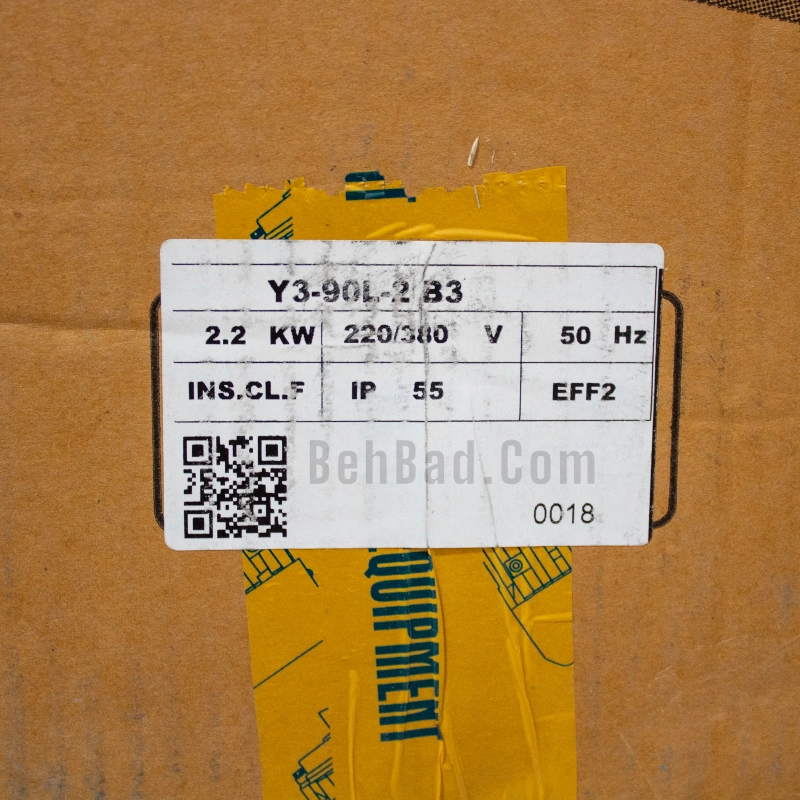 Y3-90L-2 B3
2.2 KW 220/380 V 50 Hz
INS.CL.F IP 55 EFF2
BehBad.Com
0018
QUIPMENT